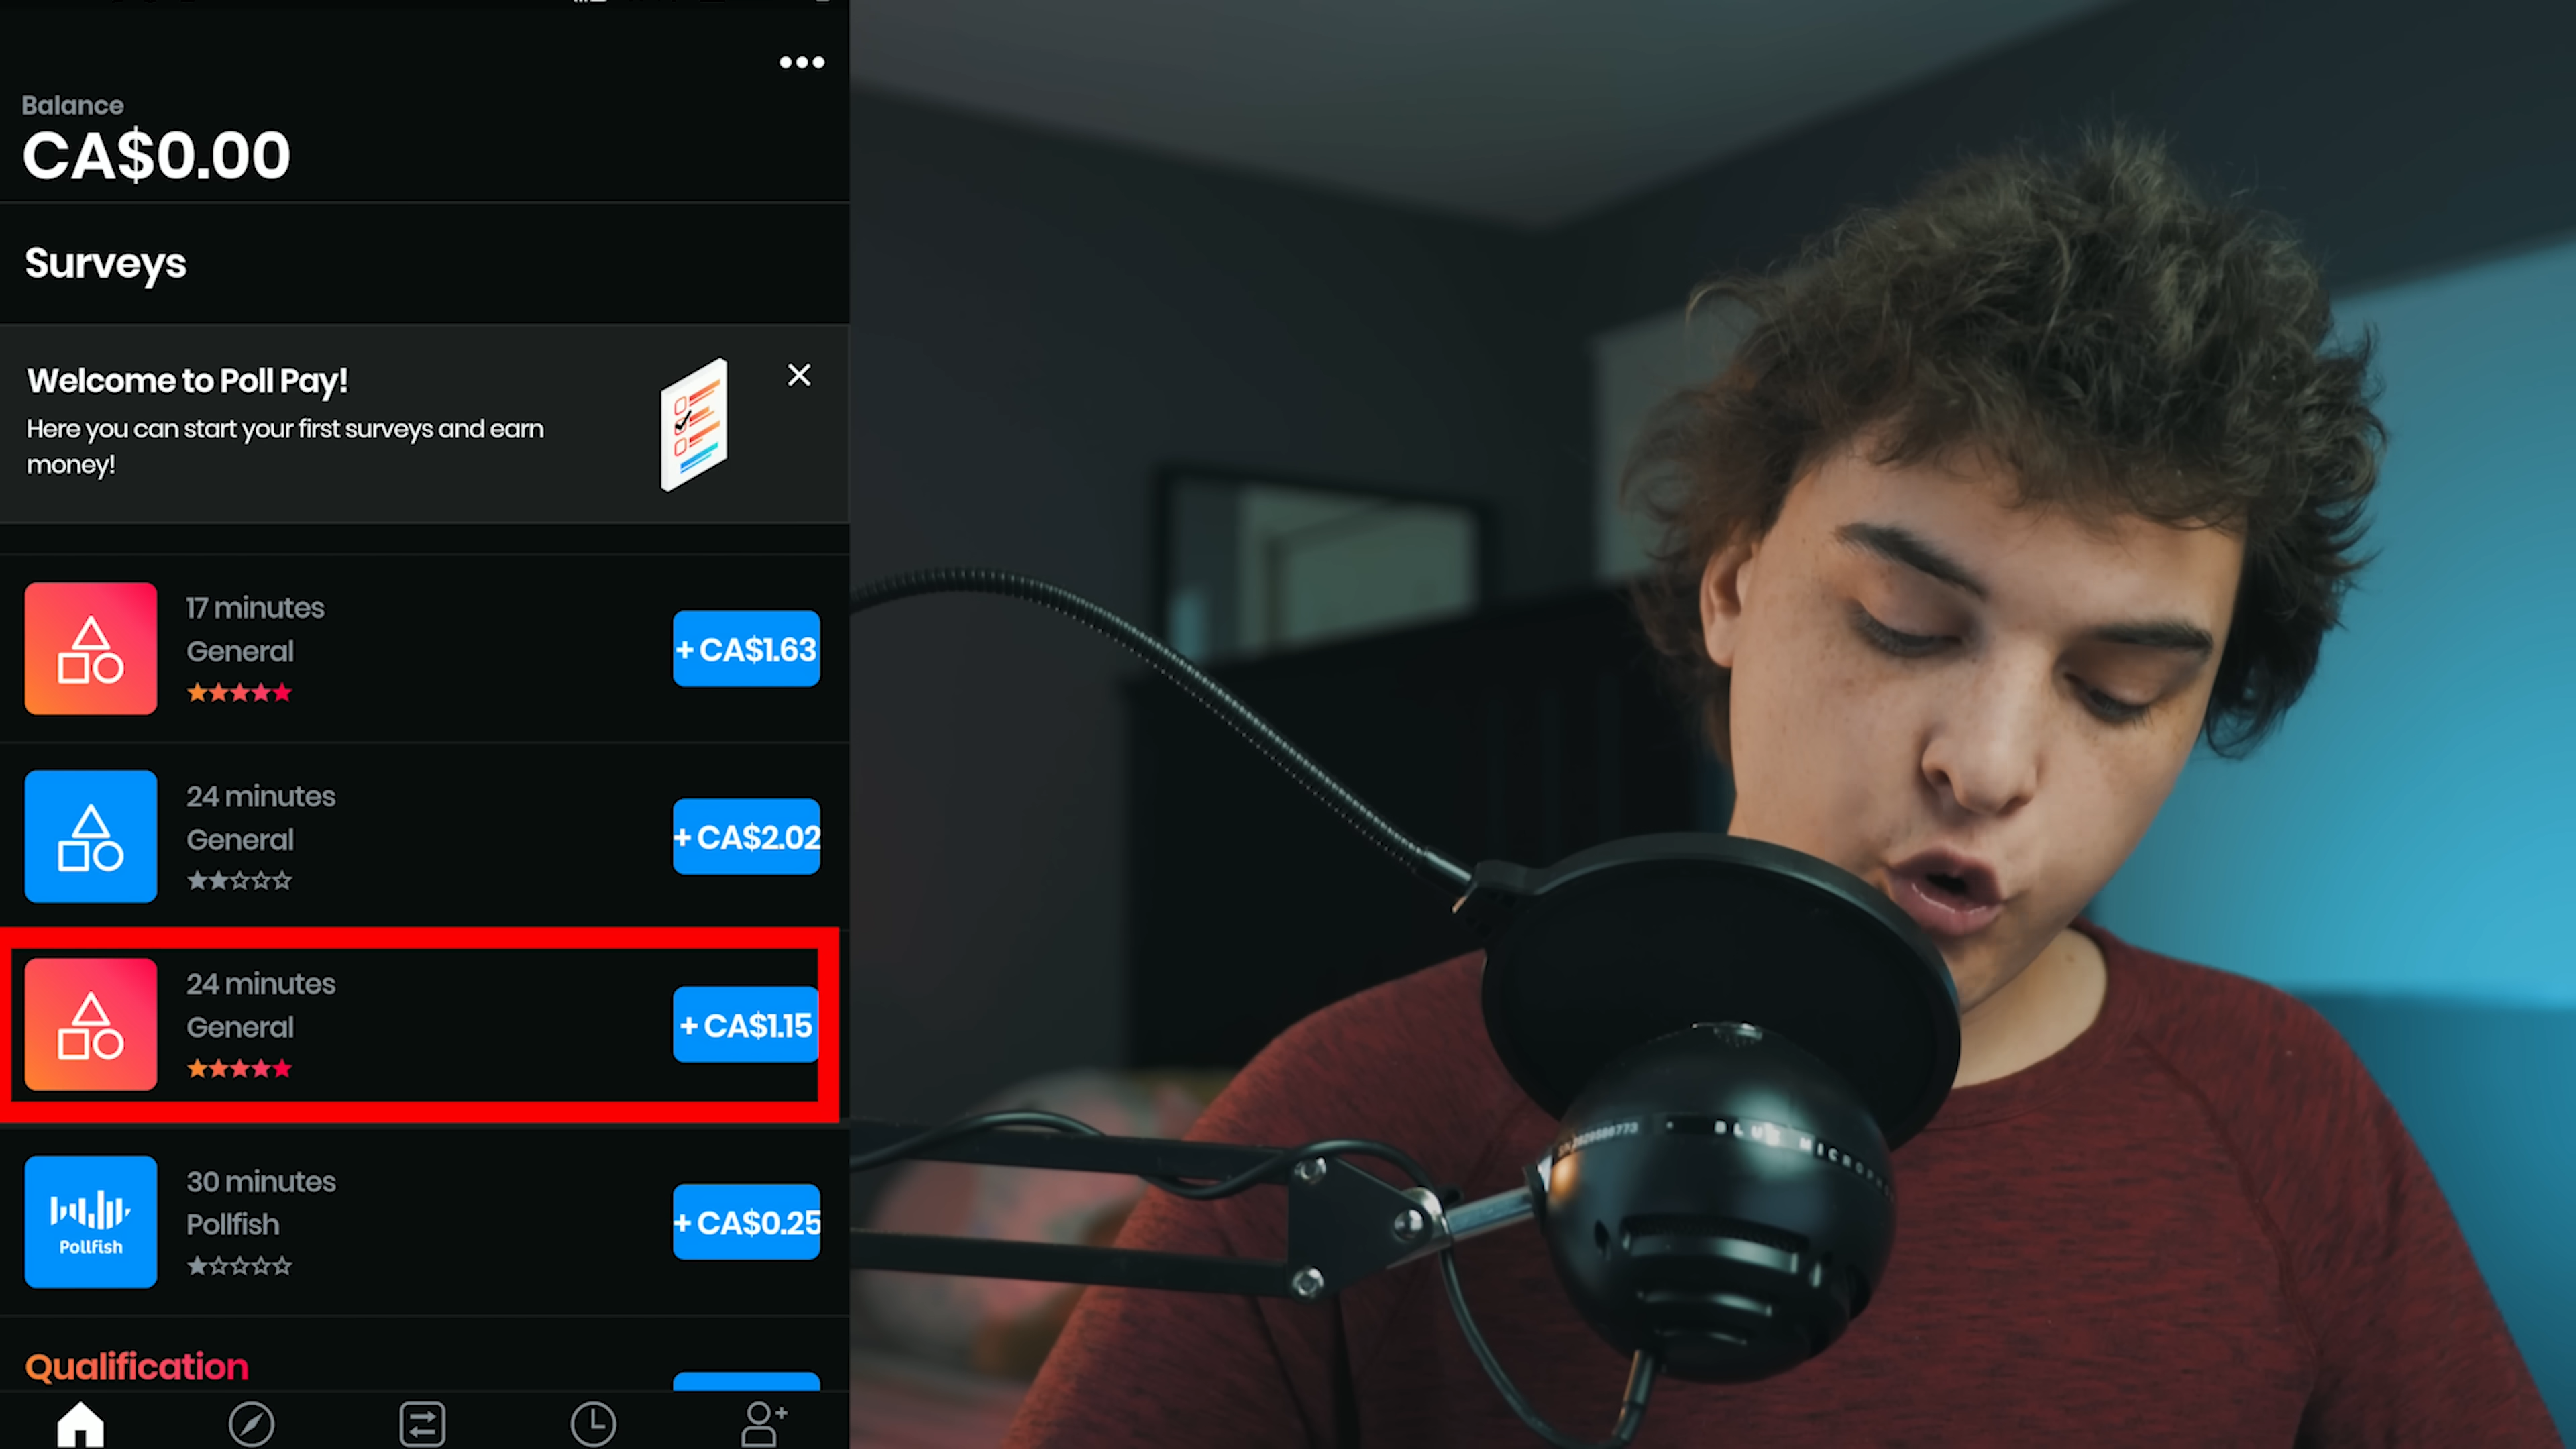 Balance
CA$0.00
Surveys
Welcome to Poll Pay!
Here you can start your first surveys and earn
money!
17 minutes
General
+ CA$1.63
24 minutes
General
+ CA$2.02
24 minutes
General
+ CA$1.15
30 minutes
Pollfish
Pollfish
+ CA$0.25
Qualification
BLUE MICROPH